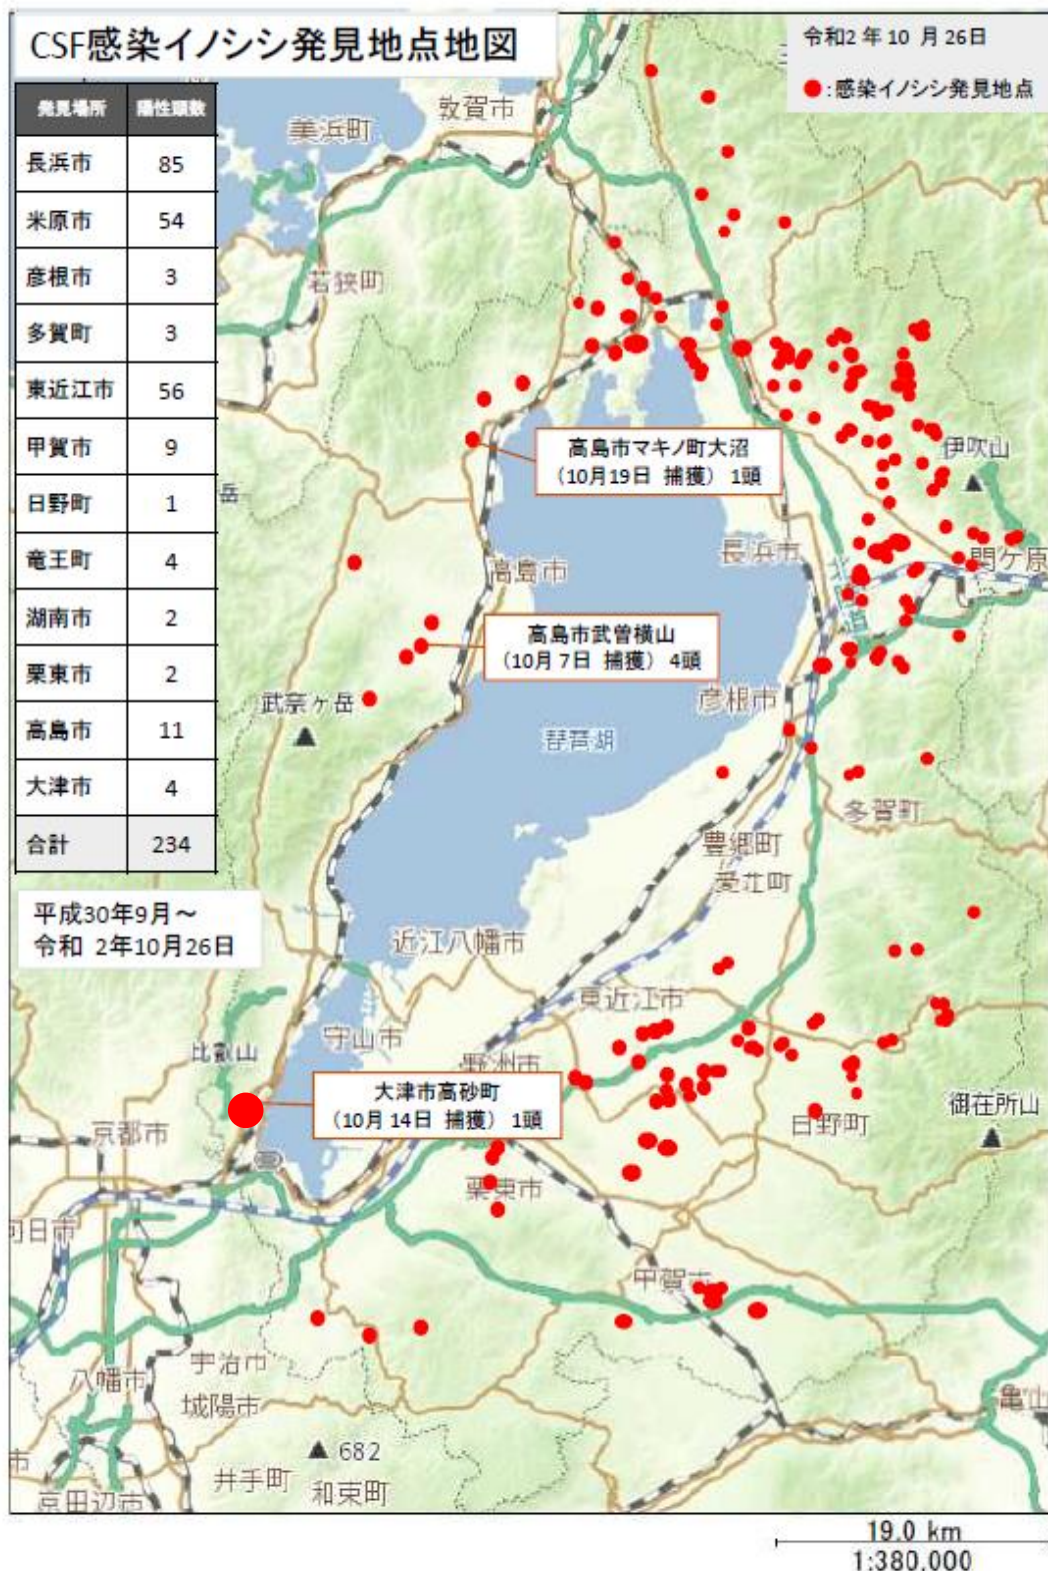 CSF感染イノシシ発見地点地図
令和2年10月26日
●:感染イノシシ発見地点
発見場所 陽性頭数
長浜市 85
米原市 54
彦根市 3
多賀町 3
東近江市 56
甲賀市 9
日野町 1
竜王町 4
湖南市 2
栗東市 2
高島市 11
大津市 4
合計 234
平成30年9月~
令和 2年10月26日
敦賀市
美浜町
若狭町
高島市マキノ町大沼
(10月19日 捕獲) 1頭
伊吹山
岳
長浜市
関ケ原
高島市
高島市武曽横山
(10月7日 捕獲) 4頭
武奈ヶ岳
彦根市
琵琶湖
多賀町
豊郷町
愛荘町
近江八幡市
東近江市
守山市
比叡山
野洲市
大津市高砂町
(10月14日 捕獲) 1頭
御在所山
日野町
京都市
栗東市
向日市
甲賀市
宇治市
八幡市
城陽市
亀山
682
市
井手町
和束町
京田辺市
19.0 km
1:380,000